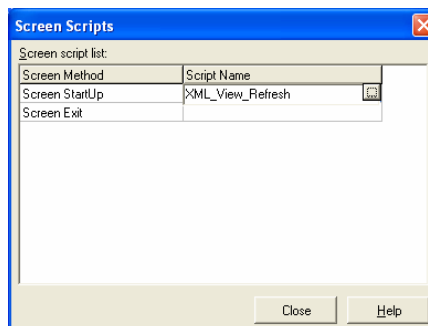 Screen Scripts
Screen script list:
Screen Method Script Name
Screen StartUp XML_View_Refresh
Screen Exit
Close Help